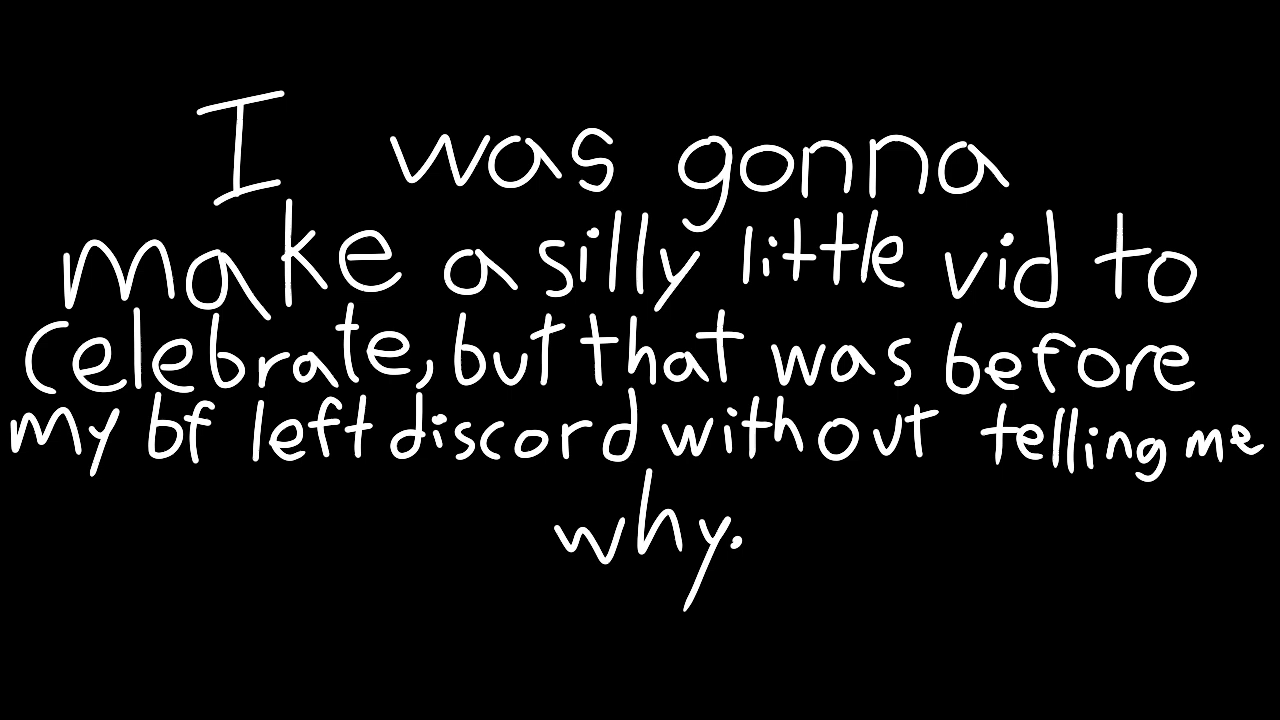 I was gonna
make a silly little vid to
celebrate, but that was before
my bf left discord without telling me
why.